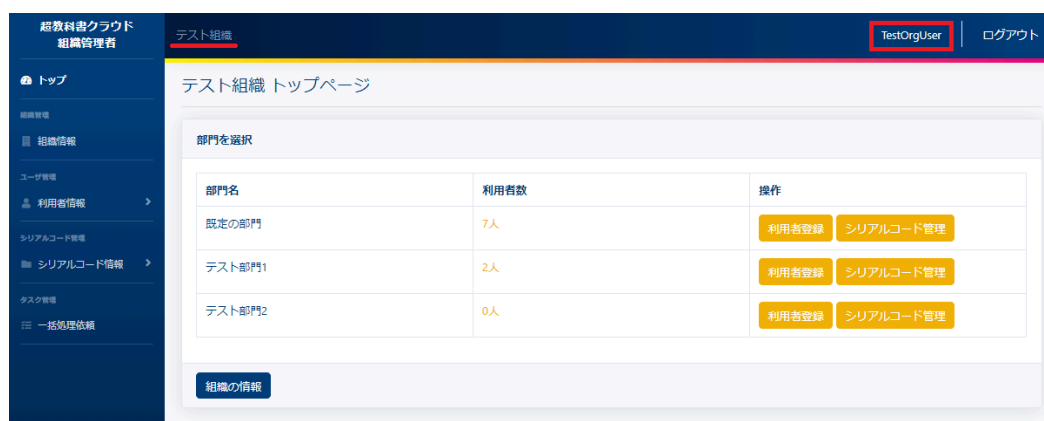 超教科書クラウド
組織管理者
テスト組織
TestOrgUser
ログアウト
トップ
組織管理
組織情報
ユーザ管理
利用者情報
シリアルコード管理
シリアルコード情報
タスク管理
一括処理依頼
テスト組織 トップページ
部門を選択
部門名 利用者数 操作
既定の部門 7人 利用者登録 シリアルコード管理
テスト部門1 2人 利用者登録 シリアルコード管理
テスト部門2 0人 利用者登録 シリアルコード管理
組織の情報